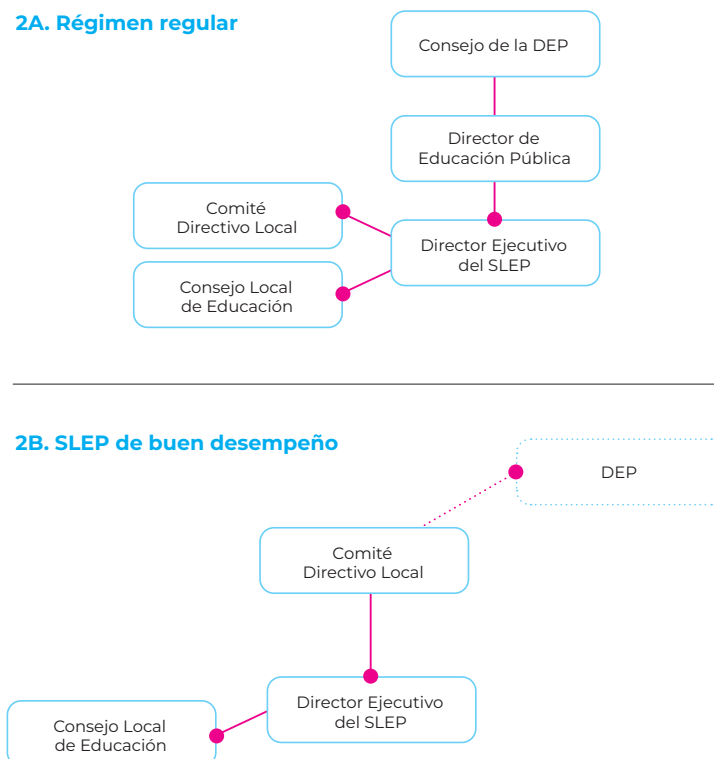 2A. Régimen regular
Consejo de la DEP
Director de
Educación Pública
Comité
Directivo Local
Director Ejecutivo
del SLEP
Consejo Local
de Educación
2B. SLEP de buen desempeño
DEP
Comité
Directivo Local
Director Ejecutivo
del SLEP
Consejo Local
de Educación